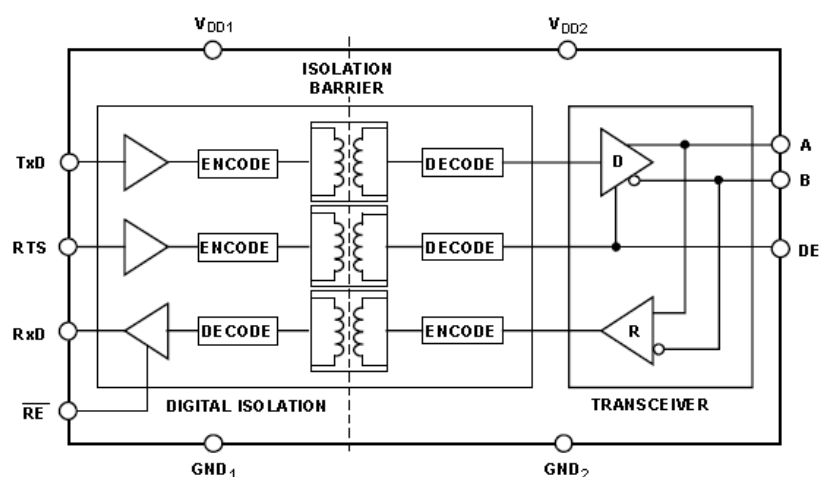 VDD1
VDD2
ISOLATION
BARRIER
TxD
ENCODE
DECODE
D
A
B
RTS
ENCODE
DECODE
DE
RxD
DECODE
ENCODE
R
RE
DIGITAL ISOLATION
TRANSCEIVER
GND1
GND2